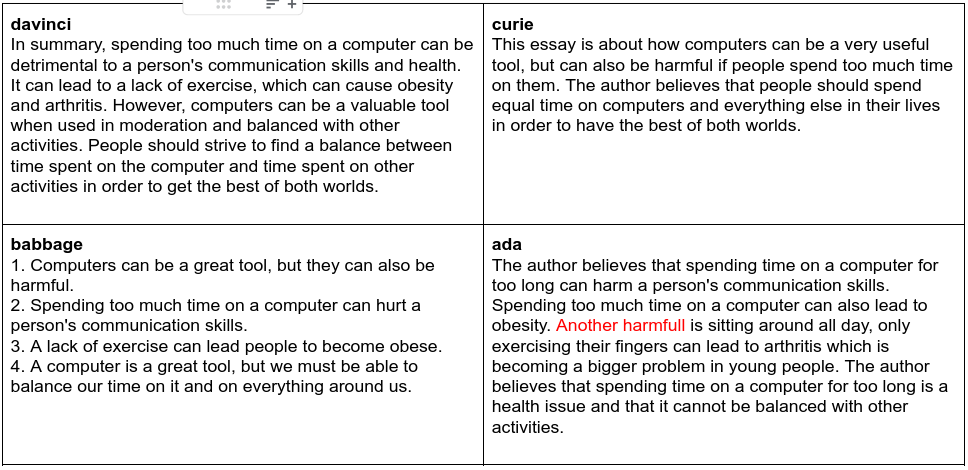 davinci
In summary, spending too much time on a computer can be
detrimental to a person's communication skills and health.
It can lead to a lack of exercise, which can cause obesity
and arthritis. However, computers can be a valuable tool
when used in moderation and balanced with other
activities. People should strive to find a balance between
time spent on the computer and time spent on other
activities in order to get the best of both worlds.
curie
This essay is about how computers can be a very useful
tool, but can also be harmful if people spend too much time
on them. The author believes that people should spend
equal time on computers and everything else in their lives
in order to have the best of both worlds.
babbage
1. Computers can be a great tool, but they can also be
harmful.
2. Spending too much time on a computer can hurt a
person's communication skills.
3. A lack of exercise can lead people to become obese.
4. A computer is a great tool, but we must be able to
balance our time on it and on everything around us.
ada
The author believes that spending time on a computer for
too long can harm a person's communication skills.
Spending too much time on a computer can also lead to
obesity. Another harmfull is sitting around all day, only
exercising their fingers can lead to arthritis which is
becoming a bigger problem in young people. The author
believes that spending time on a computer for too long is a
health issue and that it cannot be balanced with other
activities.